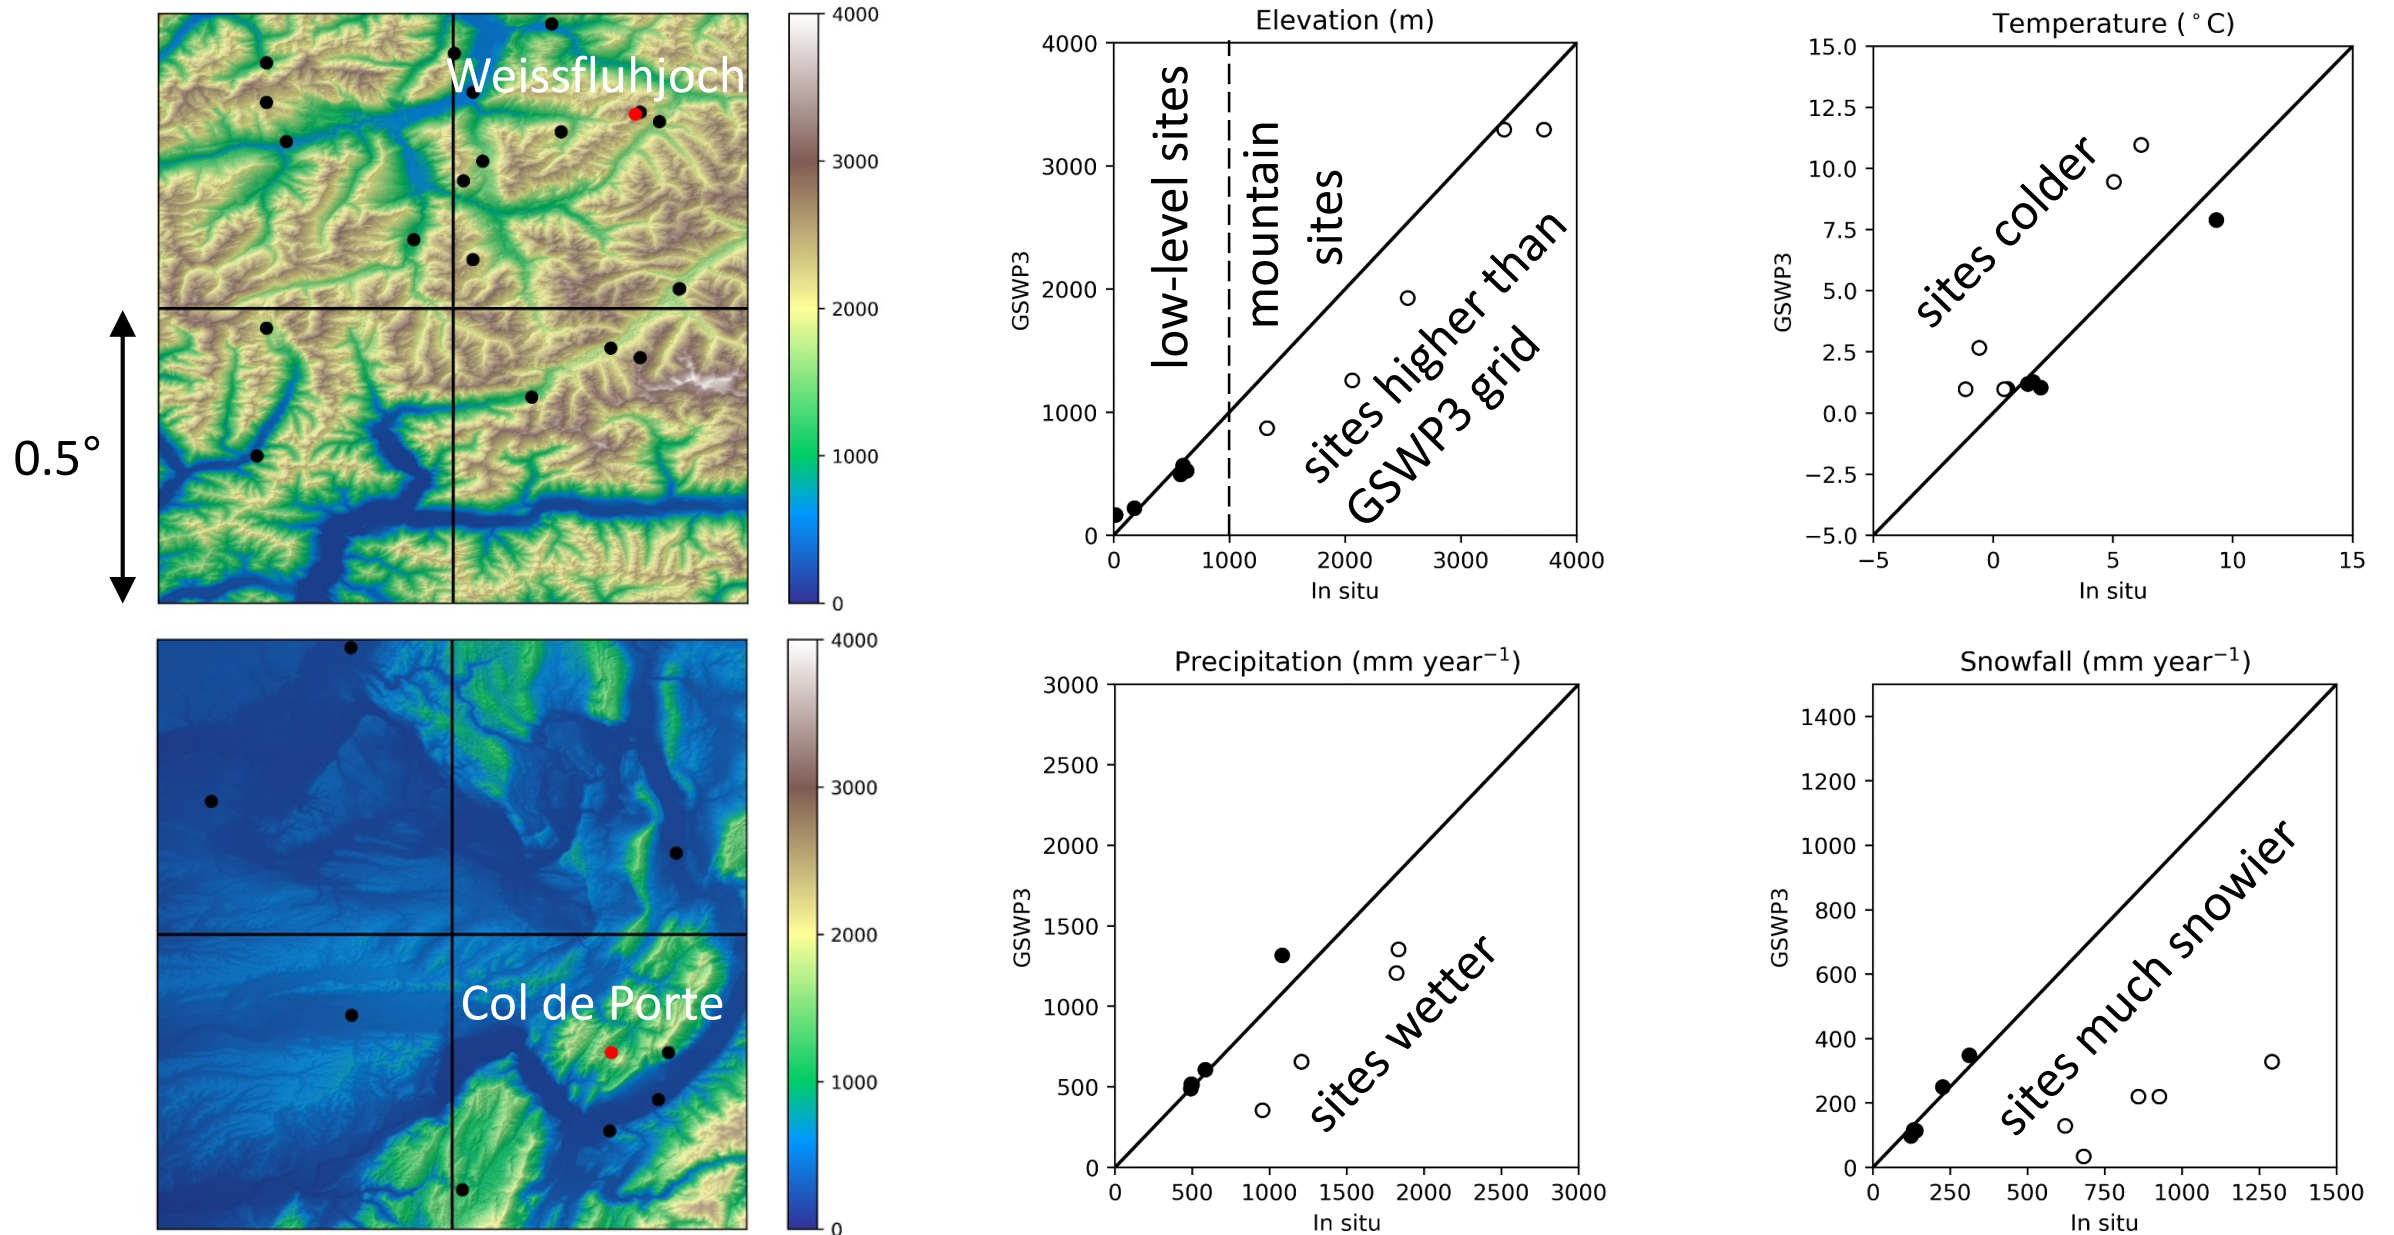 Weissfluhjoch
0.5°
4000
3000
2000
1000
0
Elevation (m)
4000
3000
2000
1000
0
GSWP3
low-level sites
mountain
sites
sites higher than
GSWP3 grid
0 1000 2000 3000 4000
In situ
Temperature (°C)
15.0
12.5
10.0
7.5
5.0
2.5
0.0
−2.5
−5.0
GSWP3
sites colder
−5 0 5 10 15
In situ
Col de Porte
4000
3000
2000
1000
0
Precipitation (mm year⁻¹)
3000
2500
2000
1500
1000
500
0
GSWP3
sites wetter
0 500 1000 1500 2000 2500 3000
In situ
Snowfall (mm year⁻¹)
1400
1200
1000
800
600
400
200
0
GSWP3
sites much snowier
0 250 500 750 1000 1250 1500
In situ